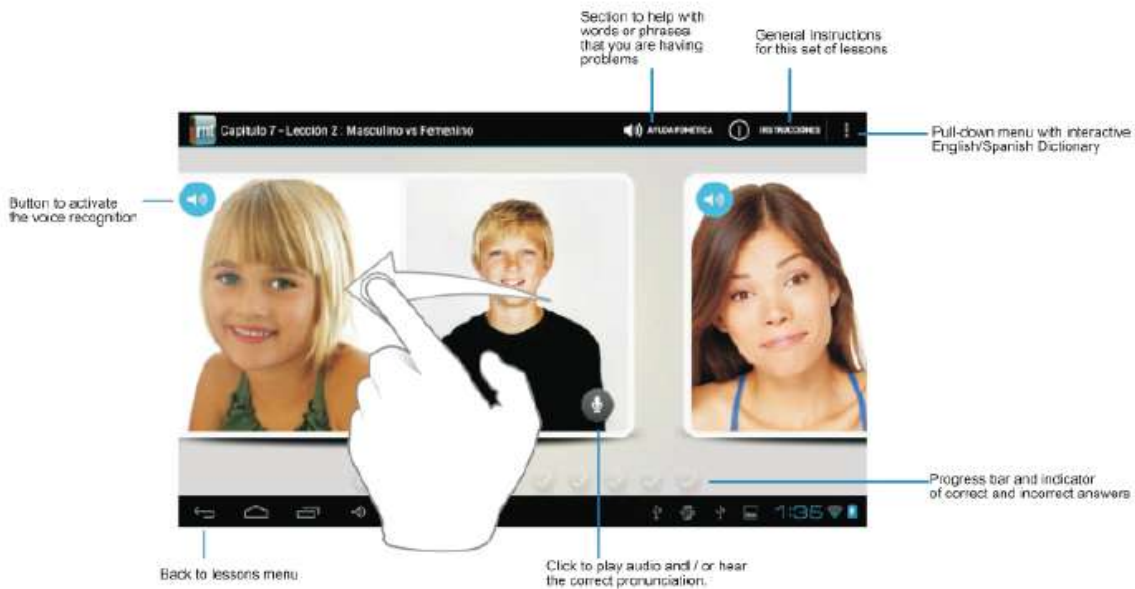 Section to help with
words or phrases
that you are having
problems
General Instructions
for this set of lessons
mt Capitulo 7 - Lección 2 : Masculino vs Femenino
AYUDA FONETICA
INSTRUCCIONES
Pull-down menu with interactive
English/Spanish Dictionary
Button to activate
the voice recognition
Progress bar and indicator
of correct and incorrect answers
1:35
Back to lessons menu
Click to play audio and / or hear
the correct pronunciation.